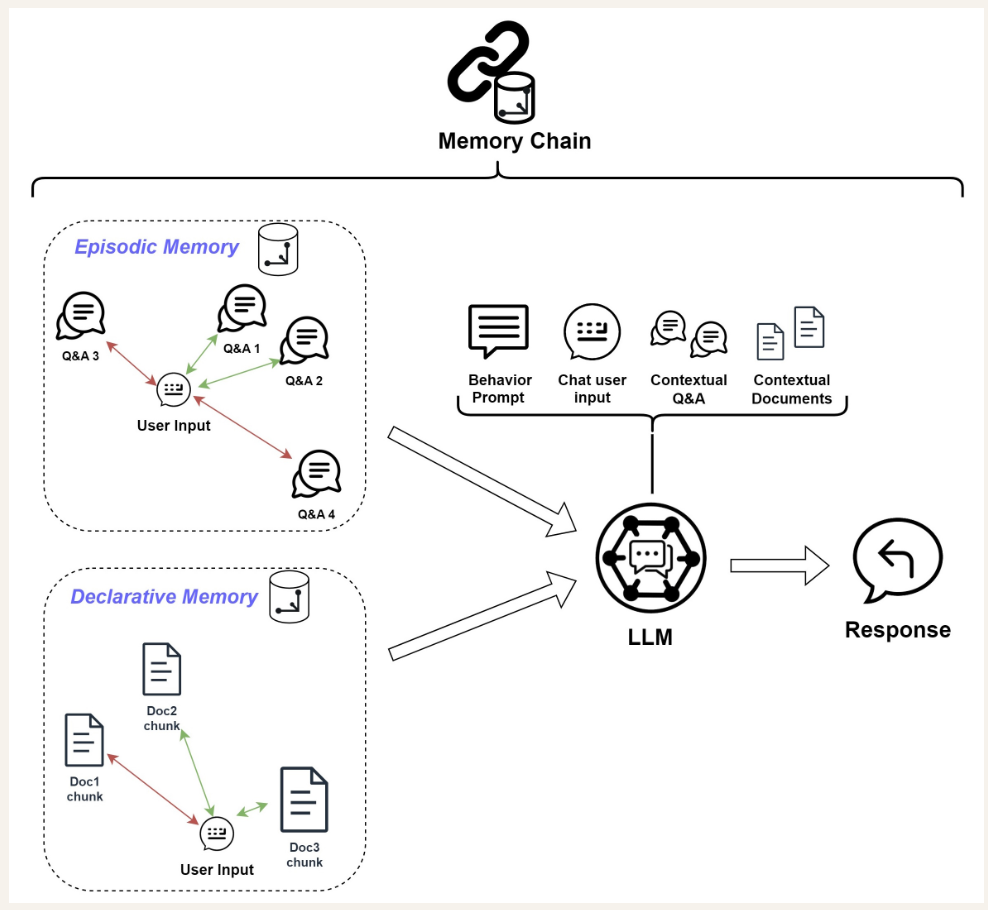 Memory Chain
Episodic Memory
Q&A 3
Q&A 1
Q&A 2
User Input
Q&A 4
Behavior
Prompt
Chat user
input
Contextual
Q&A
Contextual
Documents
LLM
Response
Declarative Memory
Doc2
chunk
Doc1
chunk
Doc3
chunk
User Input